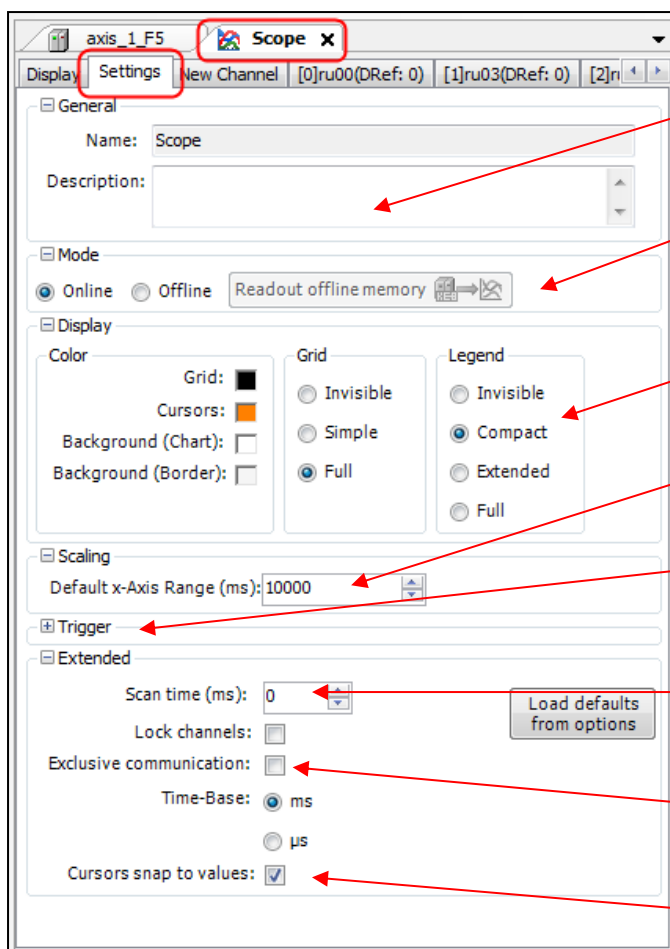 axis_1_F5
Scope
Display
Settings
New Channel
[0]ru00(DRef: 0)
[1]ru03(DRef: 0)
General
Name: Scope
Description:
Mode
Online
Offline
Readout offline memory
Display
Color
Grid:
Cursors:
Background (Chart):
Background (Border):
Grid
Invisible
Simple
Full
Legend
Invisible
Compact
Extended
Full
Scaling
Default x-Axis Range (ms): 10000
Trigger
Extended
Scan time (ms): 0
Load defaults
from options
Lock channels:
Exclusive communication:
Time-Base:
ms
µs
Cursors snap to values: